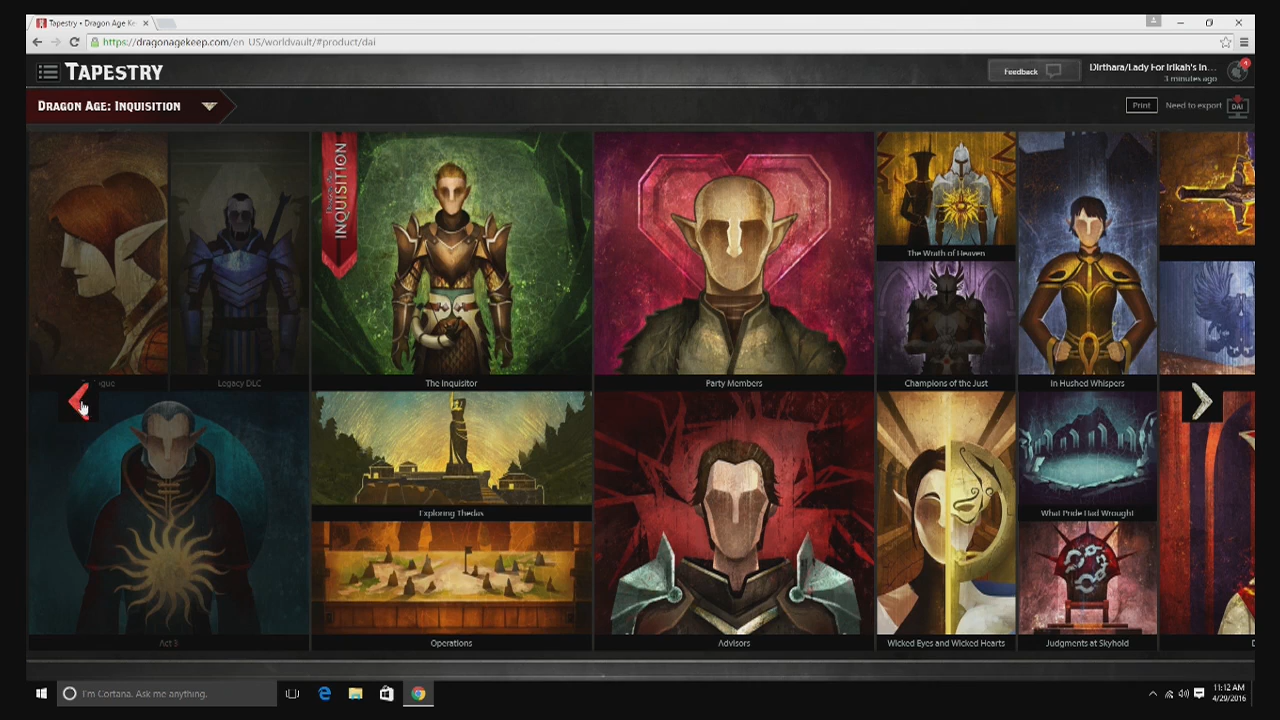 Tapestry • Dragon Age Ke
https://dragonagekeep.com/en_US/worldvault/#product/dai
TAPESTRY
Feedback
Dirthara/Lady For Irikah's In...
3 minutes ago
DRAGON AGE: INQUISITION
Print
Need to export
DAI
INQUISITION
Legacy DLC
The Inquisitor
Party Members
The Wrath of Heaven
Champions of the Just
In Hushed Whispers
Exploring Thedas
What Pride Had Wrought
Act 3
Operations
Advisors
Wicked Eyes and Wicked Hearts
Judgments at Skyhold
I'm Cortana. Ask me anything.
11:12 AM
4/29/2016